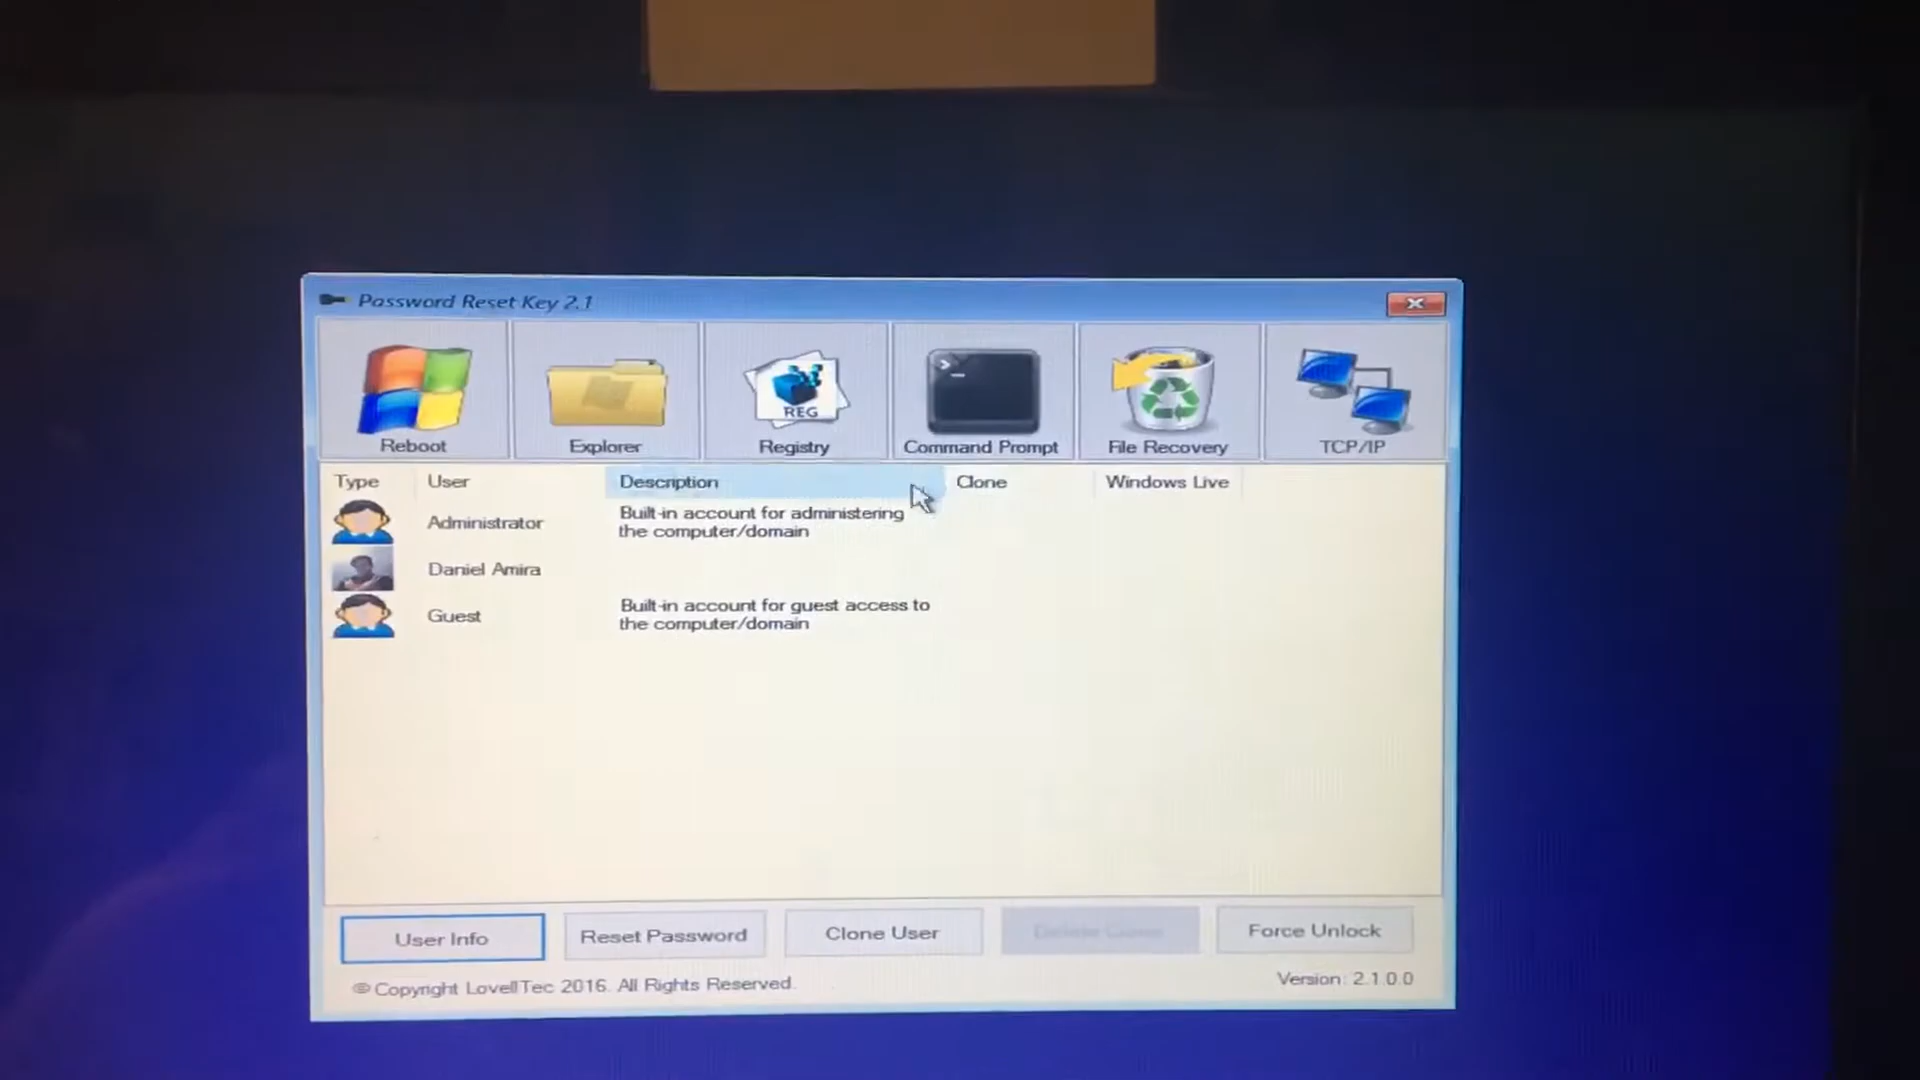 Password Reset Key 2.1
REG
Reboot
Explorer
Registry
Command Prompt
File Recovery
TCP/IP
Type
User
Description
Clone
Windows Live
Administrator
Built-in account for administering
the computer/domain
Daniel Amira
Guest
Built-in account for guest access to
the computer/domain
User Info
Reset Password
Clone User
Delete Clone
Force Unlock
© Copyright LovellTec 2016. All Rights Reserved.
Version: 2.1.0.0